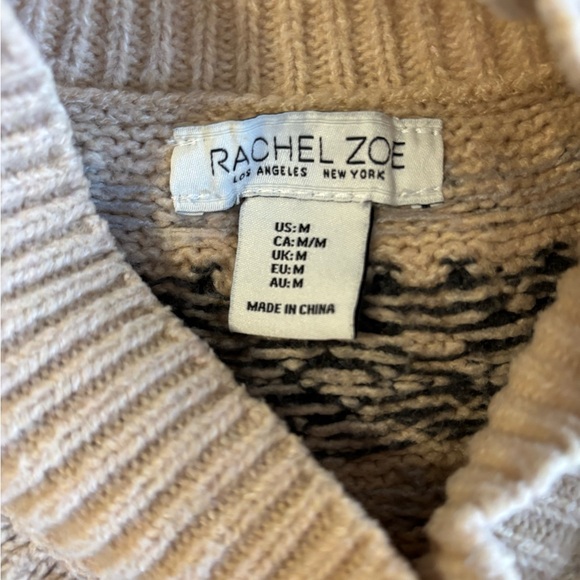 RACHEL ZOE
LOS ANGELES NEW YORK
US: M
CA: M/M
UK: M
EU: M
AU: M
MADE IN CHINA